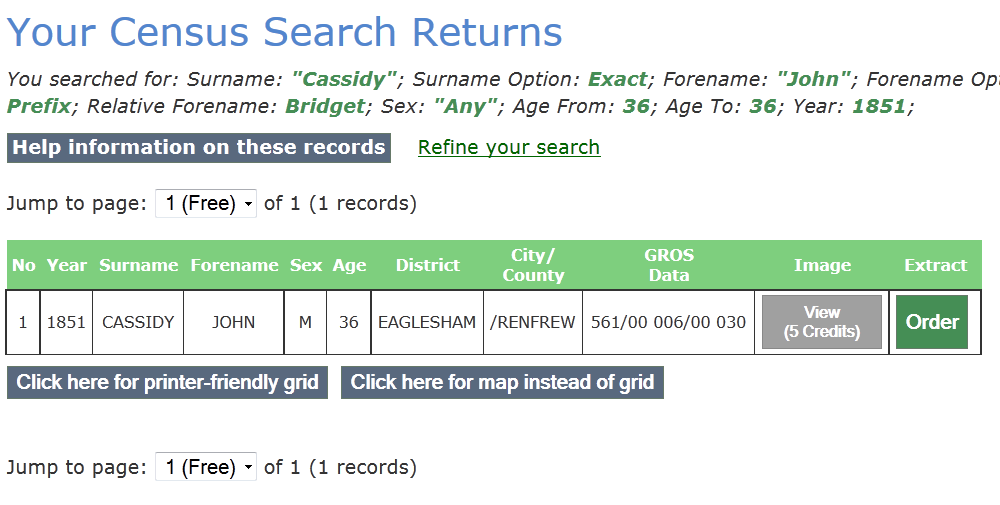 Your Census Search Returns
You searched for: Surname: "Cassidy"; Surname Option: Exact; Forename: "John"; Forename
Prefix; Relative Forename: Bridget; Sex: "Any"; Age From: 36; Age To: 36; Year: 1851;
Help information on these records Refine your search
Jump to page: 1 (Free) of 1 (1 records)
No Year Surname Forename Sex Age District City/ County GROS Data Image Extract
1 1851 CASSIDY JOHN M 36 EAGLESHAM /RENFREW 561/00 006/00 030 View (5 Credits) Order
Click here for printer-friendly grid Click here for map instead of grid
Jump to page: 1 (Free) of 1 (1 records)